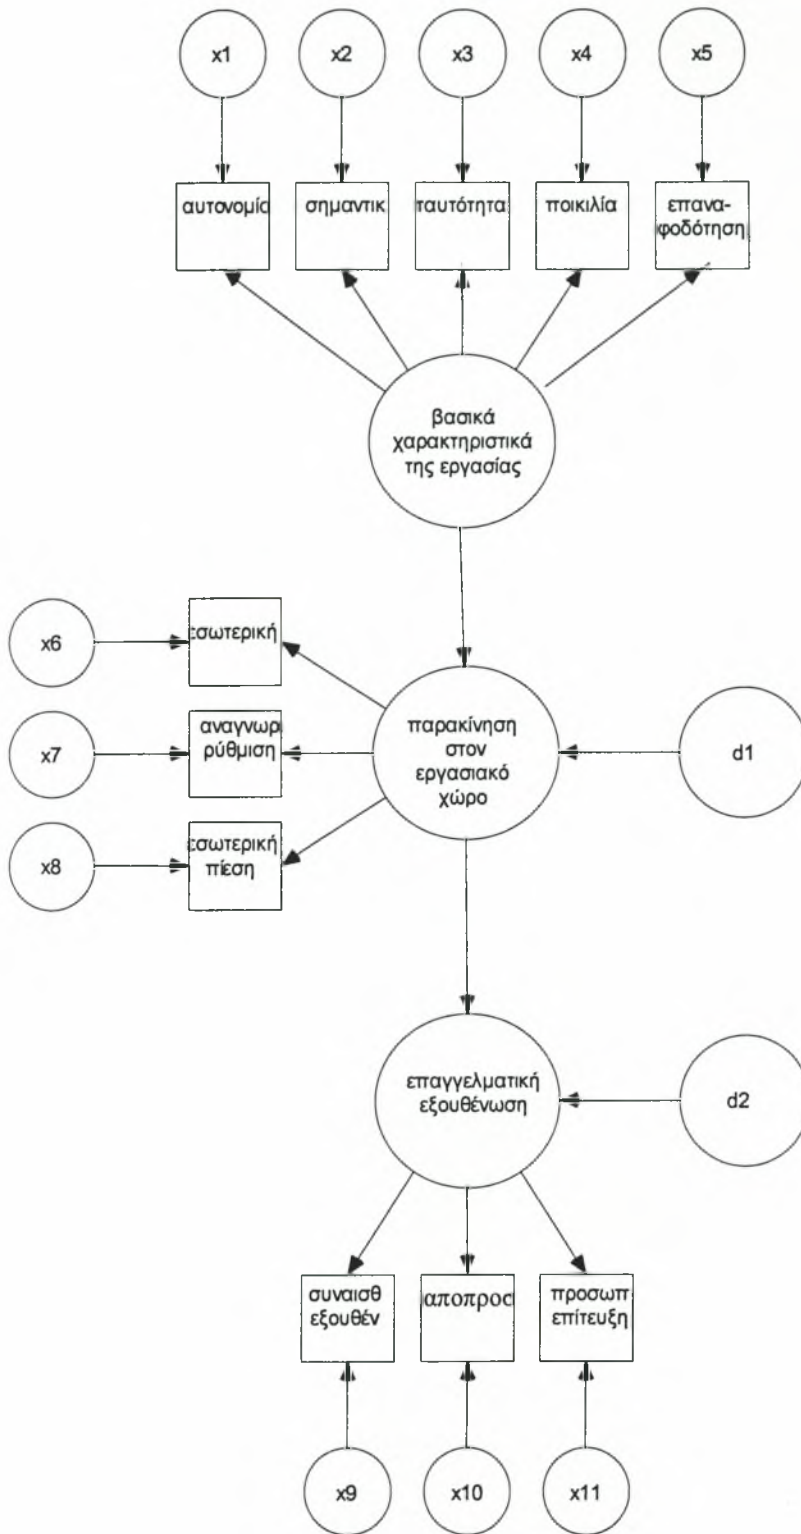 x1 x2 x3 x4 x5
αυτονομία σημαντικ ταυτότητα ποικιλία επανα-
φοδότηση
βασικά
χαρακτηριστικά
της εργασίας
x6
εσωτερική
x7
αναγνωρι
ρύθμιση
x8
εσωτερική
πίεση
παρακίνηση
στον
εργασιακό
χώρο
d1
επαγγελματική
εξουθένωση
d2
συναισθ
εξουθέν
αποπροσ
προσωπ
επίτευξη
x9 x10 x11